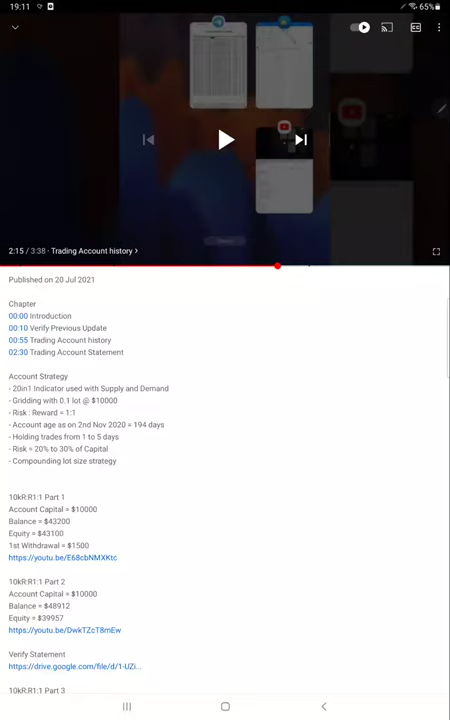 19:11
65%
2:15 / 3:38 · Trading Account history >
Published on 20 Jul 2021
Chapter
00:00 Introduction
00:10 Verify Previous Update
00:55 Trading Account history
02:30 Trading Account Statement
Account Strategy
- 20in1 Indicator used with Supply and Demand
- Gridding with 0.1 lot @ $10000
- Risk : Reward = 1:1
- Account age as on 2nd Nov 2020 = 194 days
- Holding trades from 1 to 5 days
- Risk = 20% to 30% of Capital
- Compounding lot size strategy
10kR:R1:1 Part 1
Account Capital = $10000
Balance = $43200
Equity = $43100
1st Withdrawal = $1500
https://youtu.be/E68cbNMXKtc
10kR:R1:1 Part 2
Account Capital = $10000
Balance = $48912
Equity = $39957
https://youtu.be/DwkTZcT8mEw
Verify Statement
https://drive.google.com/file/d/1-UZi...
10kR:R1:1 Part 3